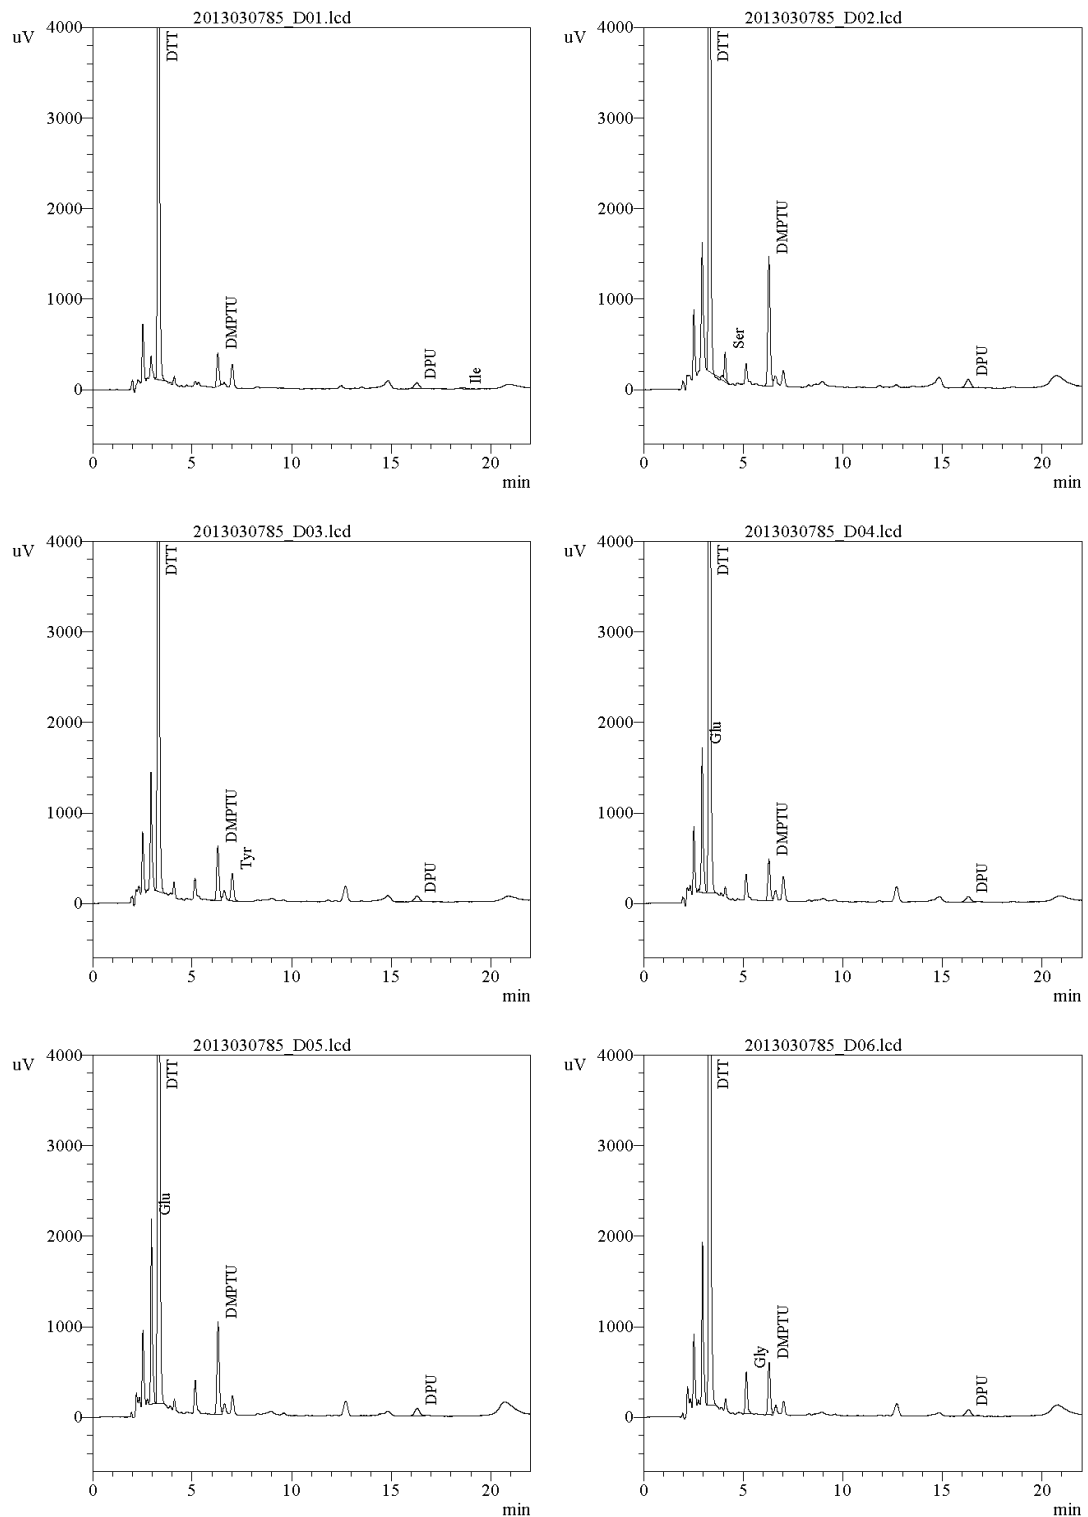 2013030785_D01.lcd
uV
4000
3000
2000
1000
0
DTT
DMPTU
DPU
Ile
0 5 10 15 20
min
2013030785_D02.lcd
uV
4000
3000
2000
1000
0
DTT
Ser
DMPTU
DPU
0 5 10 15 20
min
2013030785_D03.lcd
uV
4000
3000
2000
1000
0
DTT
DMPTU
Tyr
DPU
0 5 10 15 20
min
2013030785_D04.lcd
uV
4000
3000
2000
1000
0
Glu
DTT
DMPTU
DPU
0 5 10 15 20
min
2013030785_D05.lcd
uV
4000
3000
2000
1000
0
Glu
DTT
DMPTU
DPU
0 5 10 15 20
min
2013030785_D06.lcd
uV
4000
3000
2000
1000
0
DTT
Gly
DMPTU
DPU
0 5 10 15 20
min